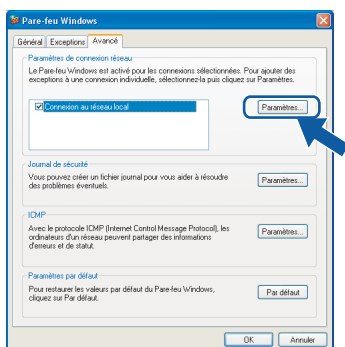 Pare-feu Windows
Général Exceptions Avancé
Paramètres de connexion réseau
Le Pare-feu Windows est activé pour les connexions sélectionnées. Pour ajouter des
exceptions à une connexion individuelle, sélectionnez-la puis cliquez sur Paramètres.
Connexion au réseau local
Paramètres...
Journal de sécurité
Vous pouvez créer un fichier journal pour vous aider à résoudre
des problèmes éventuels.
Paramètres...
ICMP
Avec le protocole ICMP (Internet Control Message Protocol), les
ordinateurs d'un réseau peuvent partager des informations
d'erreurs et de statut.
Paramètres...
Paramètres par défaut
Pour restaurer les valeurs par défaut du Pare-feu Windows,
cliquez sur Par défaut.
Par défaut
OK Annuler